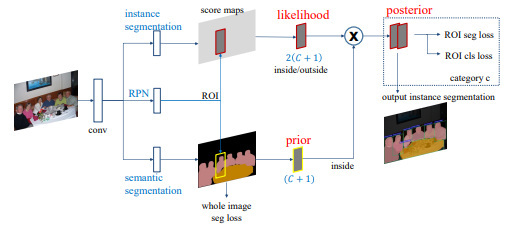 instance
segmentation
score maps
likelihood
posterior
2(C + 1)
inside/outside
X
ROI seg loss
ROI cls loss
category c
RPN
ROI
conv
output instance segmentation
prior
(C + 1)
inside
semantic
segmentation
whole image
seg loss